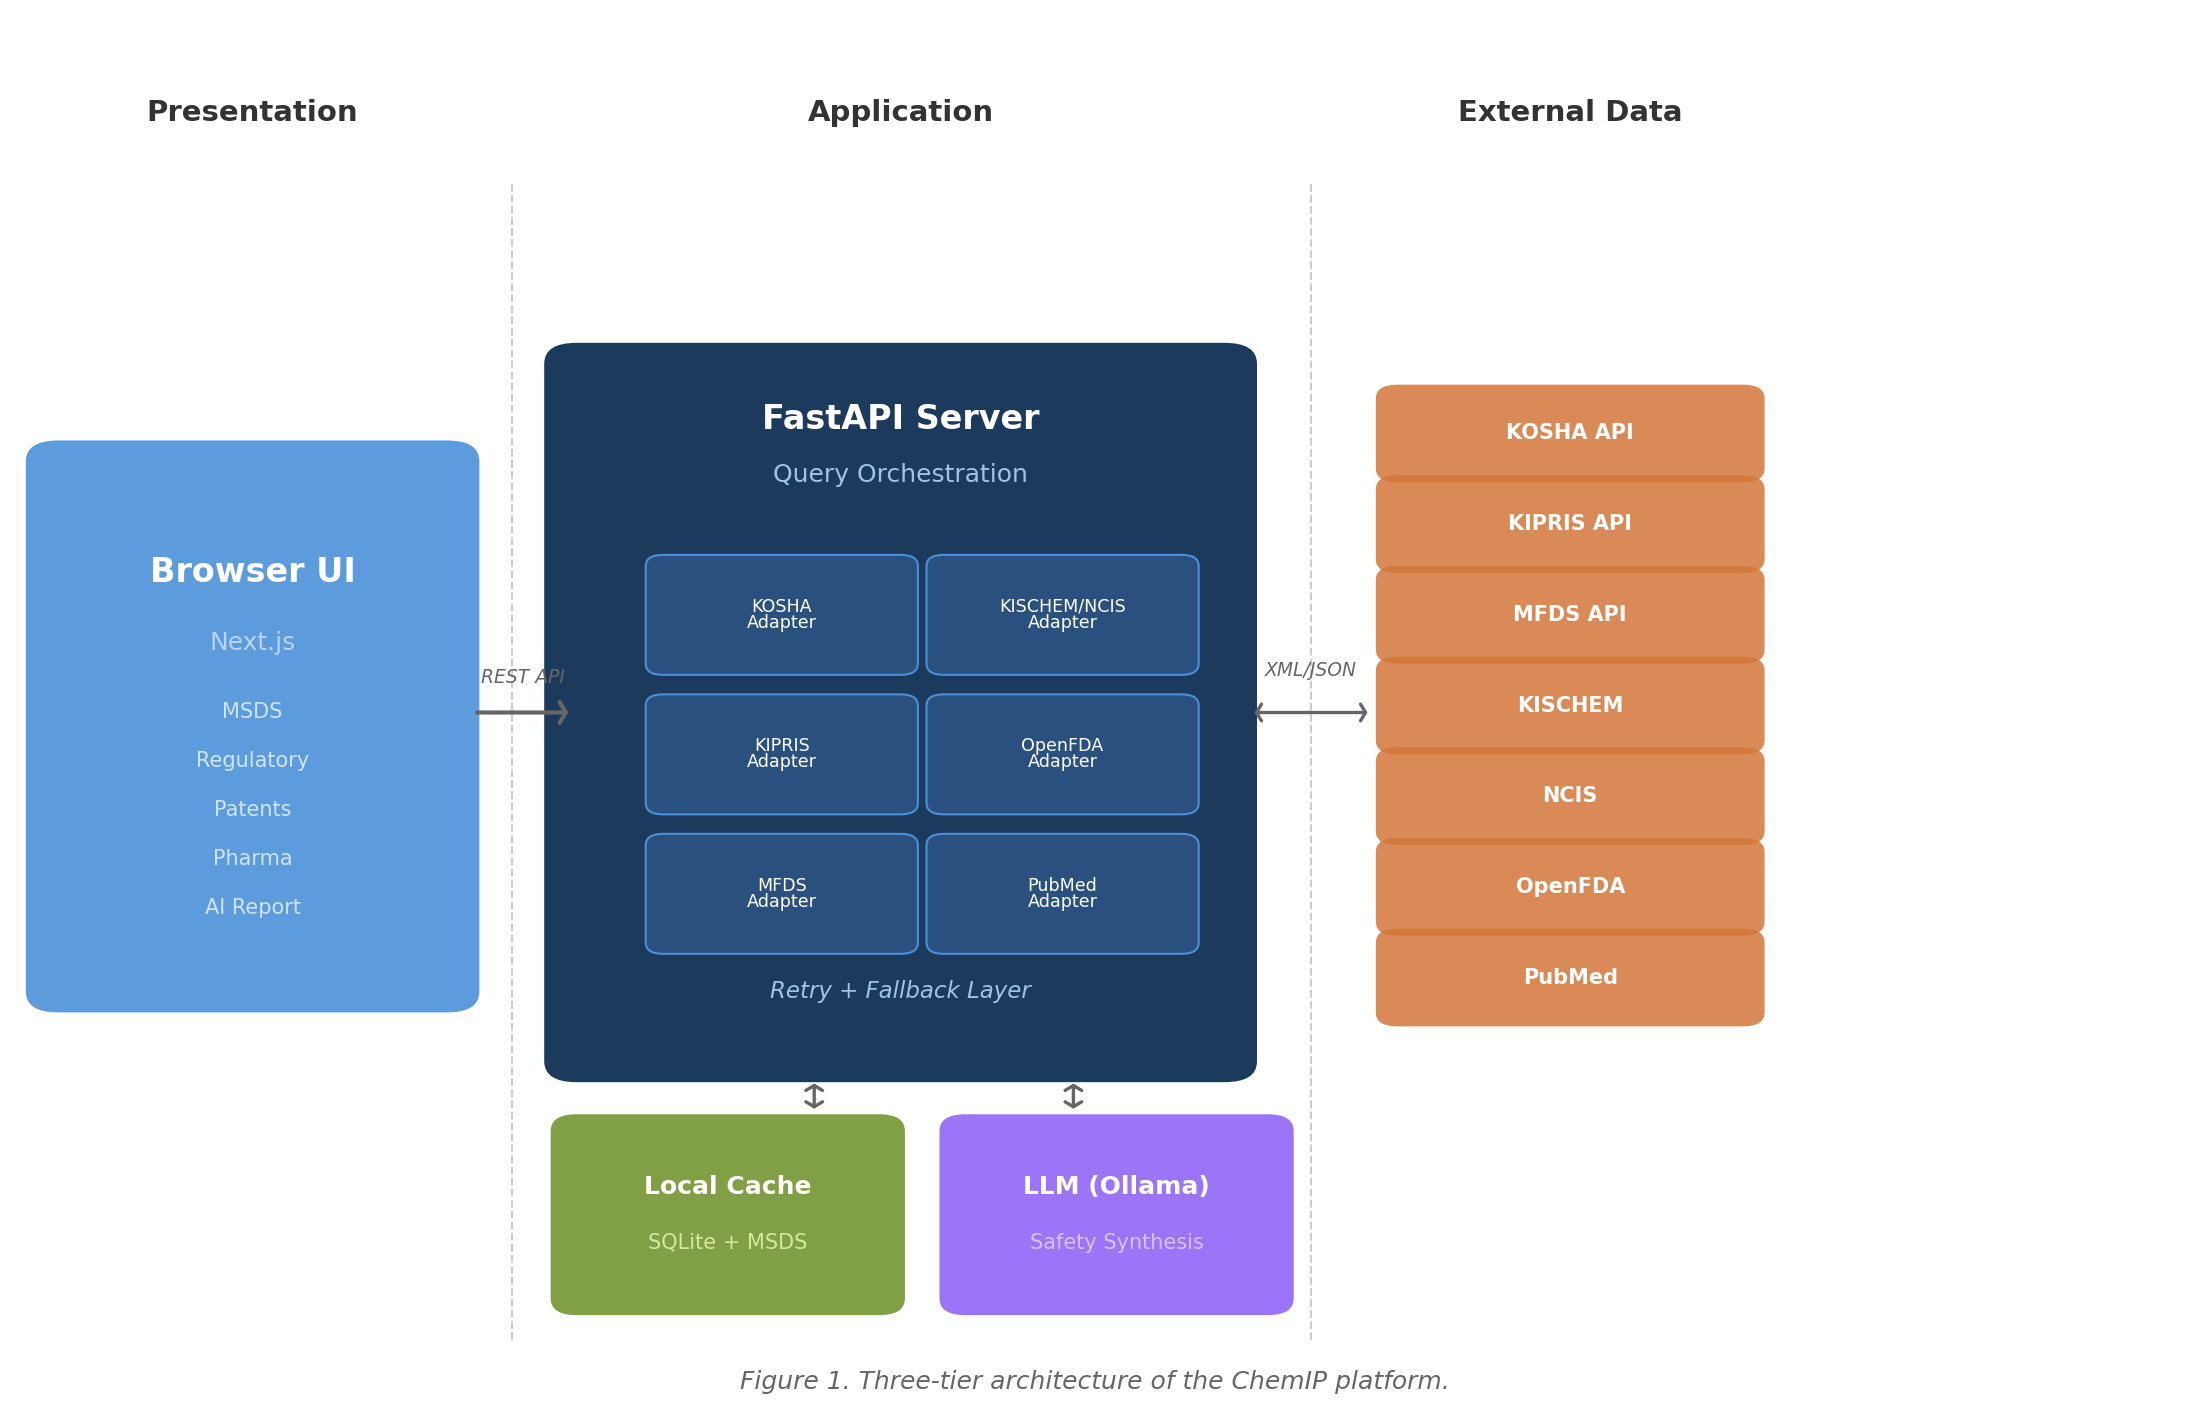 Presentation
Application
External Data
Browser UI
Next.js
MSDS
Regulatory
Patents
Pharma
AI Report
REST API
FastAPI Server
Query Orchestration
KOSHA
Adapter
KISCHEM/NCIS
Adapter
KIPRIS
Adapter
OpenFDA
Adapter
MFDS
Adapter
PubMed
Adapter
Retry + Fallback Layer
XML/JSON
KOSHA API
KIPRIS API
MFDS API
KISCHEM
NCIS
OpenFDA
PubMed
Local Cache
SQLite + MSDS
LLM (Ollama)
Safety Synthesis
Figure 1. Three-tier architecture of the ChemIP platform.